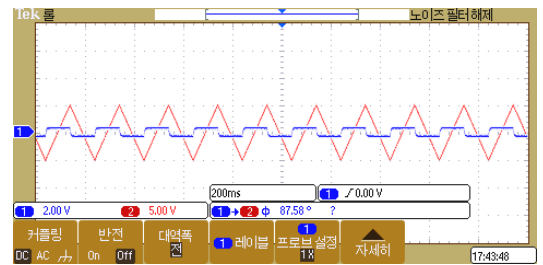 Tek 롤 노이즈 필터 해제
1
200ms 1 0.00 V
1 2.00 V 2 5.00 V 1 → 2 ϕ 87.58 º ?
커플링 반전 대역폭 1 레이블 1 프로브 설정 자세히
DC AC On Off 전 1X
17:43:48